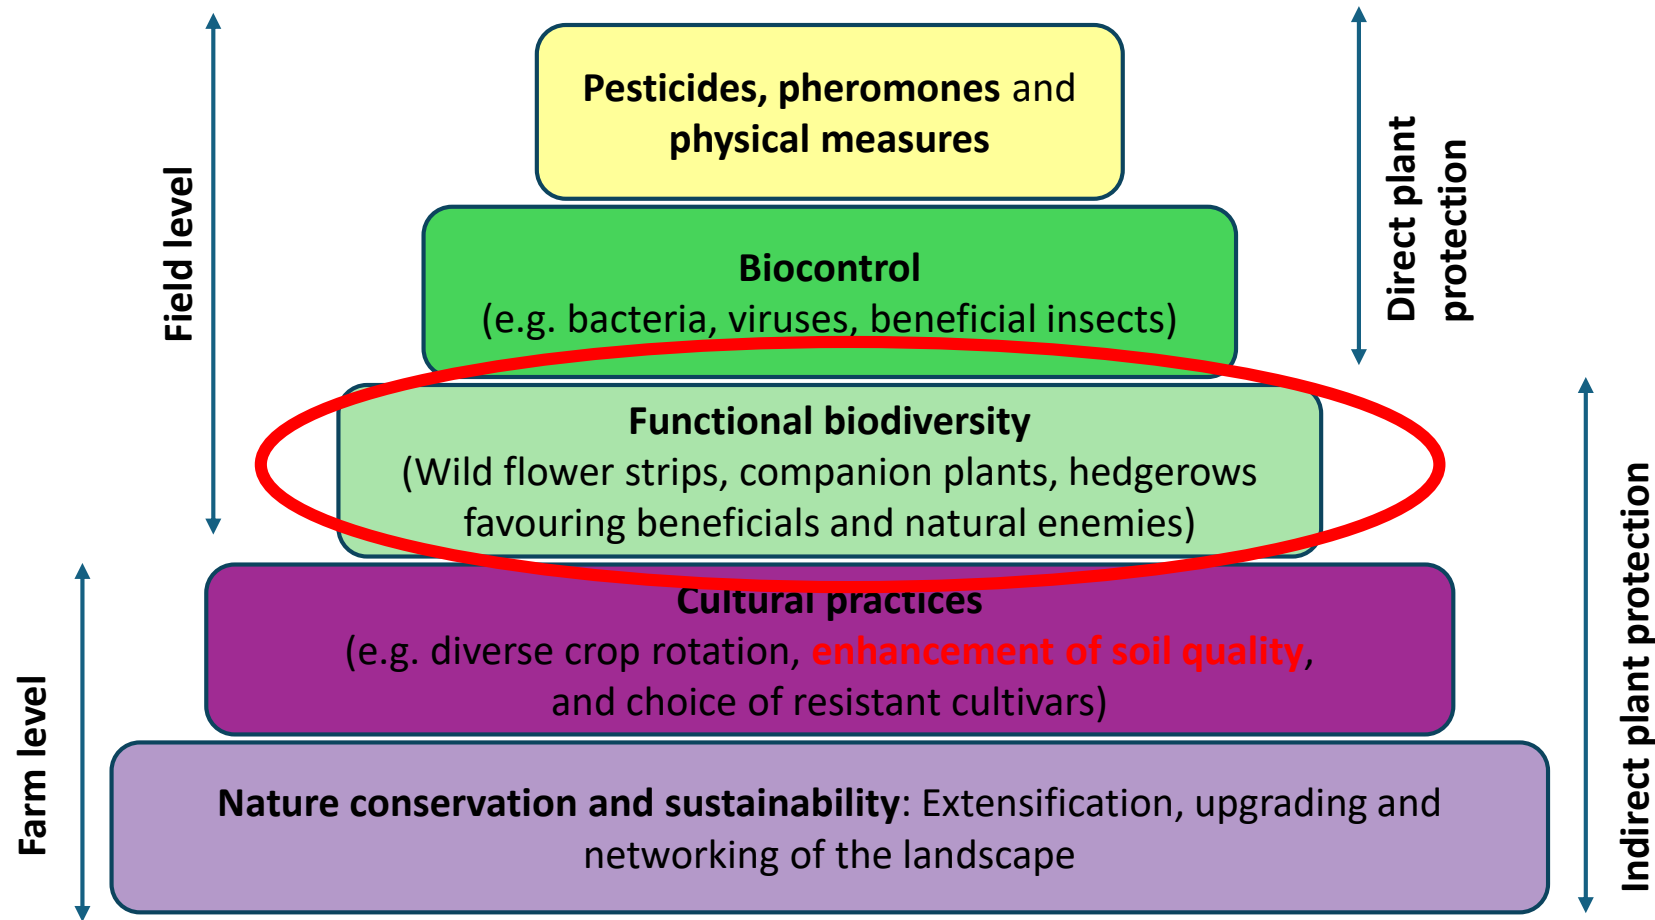 Pesticides, pheromones and
physical measures
Biocontrol
(e.g. bacteria, viruses, beneficial insects)
Functional biodiversity
(Wild flower strips, companion plants, hedgerows
favouring beneficials and natural enemies)
Cultural practices
(e.g. diverse crop rotation, enhancement of soil quality,
and choice of resistant cultivars)
Nature conservation and sustainability: Extensification, upgrading and
networking of the landscape
Field level
Farm level
Direct plant
protection
Indirect plant protection